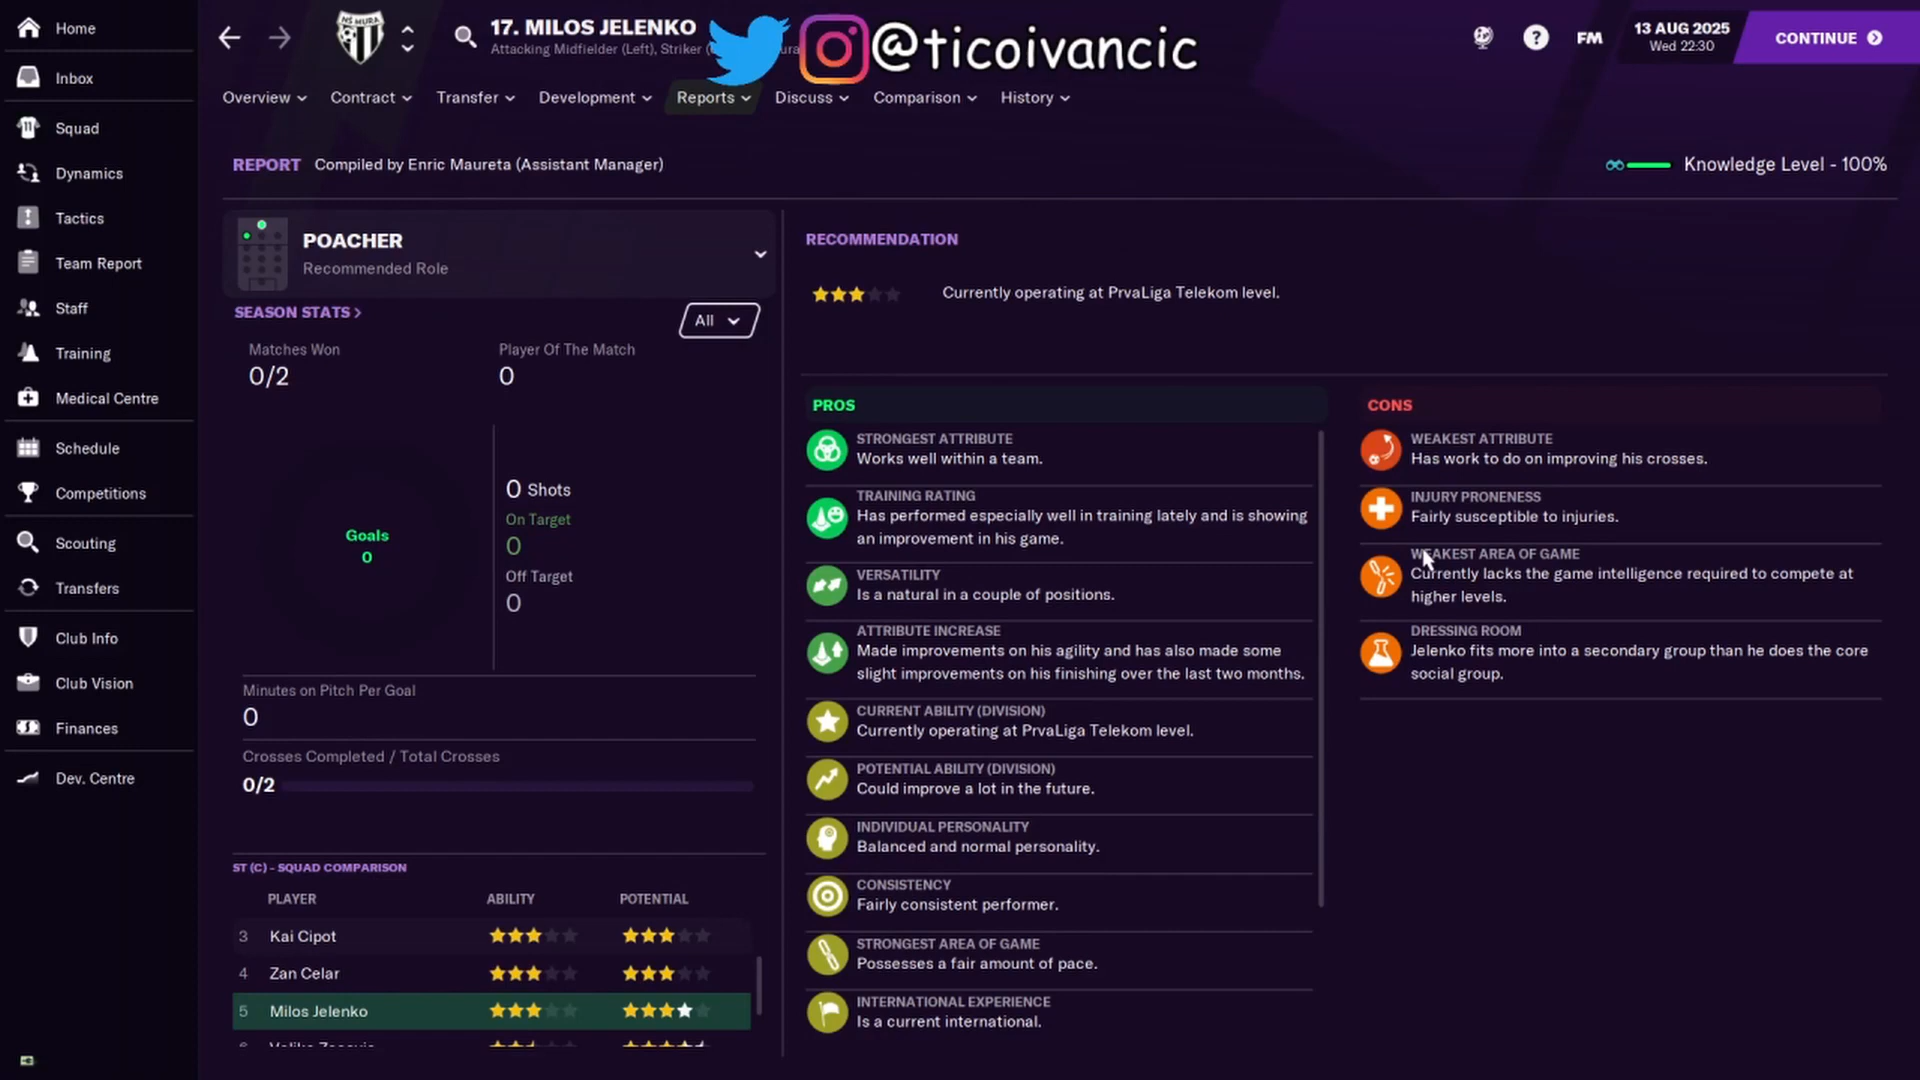 Home
Inbox
Squad
Dynamics
Tactics
Team Report
Staff
Training
Medical Centre
Schedule
Competitions
Scouting
Transfers
Club Info
Club Vision
Finances
Dev. Centre
NŠ MURA
17. MILOS JELENKO
Attacking Midfielder (Left), Striker
@ticoivancic
FM
13 AUG 2025
Wed 22:30
CONTINUE
Overview
Contract
Transfer
Development
Reports
Discuss
Comparison
History
REPORT Compiled by Enric Maureta (Assistant Manager)
Knowledge Level - 100%
POACHER
Recommended Role
SEASON STATS >
All
Matches Won
0/2
Player Of The Match
0
Goals
0
0 Shots
On Target
0
Off Target
0
Minutes on Pitch Per Goal
0
Crosses Completed / Total Crosses
0/2
ST (C) - SQUAD COMPARISON
PLAYER ABILITY POTENTIAL
3 Kai Cipot
4 Zan Celar
5 Milos Jelenko
RECOMMENDATION
Currently operating at PrvaLiga Telekom level.
PROS
STRONGEST ATTRIBUTE
Works well within a team.
TRAINING RATING
Has performed especially well in training lately and is showing
an improvement in his game.
VERSATILITY
Is a natural in a couple of positions.
ATTRIBUTE INCREASE
Made improvements on his agility and has also made some
slight improvements on his finishing over the last two months.
CURRENT ABILITY (DIVISION)
Currently operating at PrvaLiga Telekom level.
POTENTIAL ABILITY (DIVISION)
Could improve a lot in the future.
INDIVIDUAL PERSONALITY
Balanced and normal personality.
CONSISTENCY
Fairly consistent performer.
STRONGEST AREA OF GAME
Possesses a fair amount of pace.
INTERNATIONAL EXPERIENCE
Is a current international.
CONS
WEAKEST ATTRIBUTE
Has work to do on improving his crosses.
INJURY PRONENESS
Fairly susceptible to injuries.
WEAKEST AREA OF GAME
Currently lacks the game intelligence required to compete at
higher levels.
DRESSING ROOM
Jelenko fits more into a secondary group than he does the core
social group.